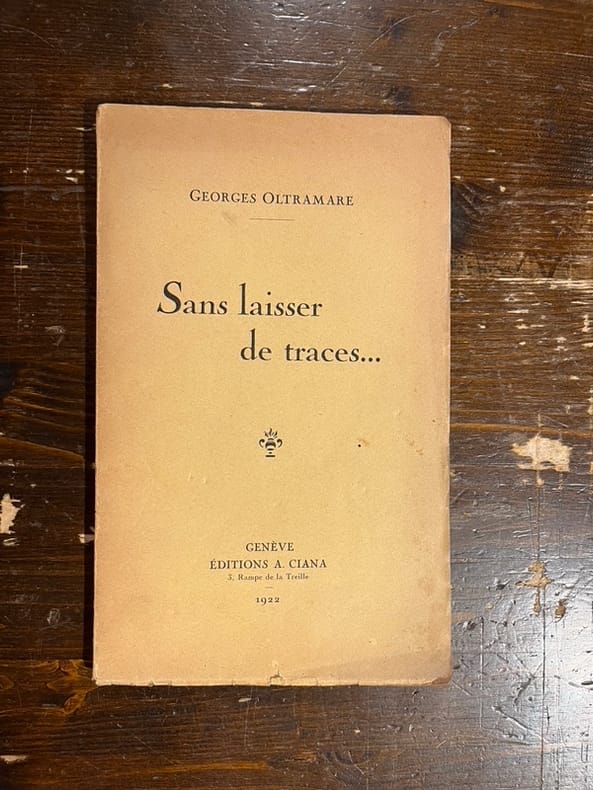 GEORGES OLTRAMARE
Sans laisser
de traces...
GENÈVE
ÉDITIONS A. CIANA
3, Rampe de la Treille
1922